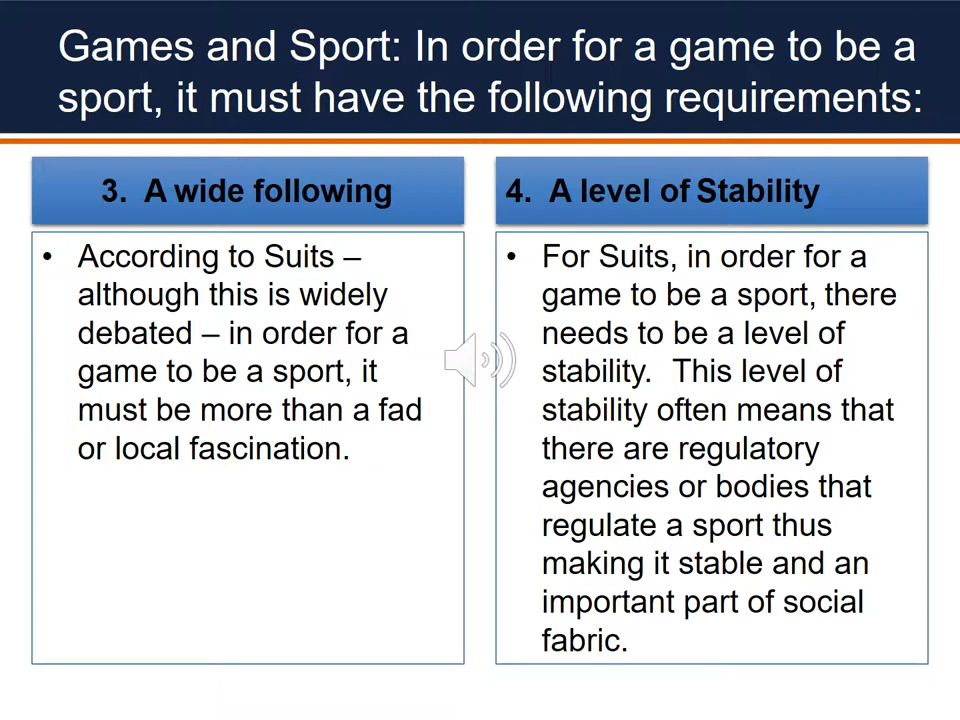 Games and Sport: In order for a game to be a
sport, it must have the following requirements:
3. A wide following
• According to Suits –
although this is widely
debated – in order for a
game to be a sport, it
must be more than a fad
or local fascination.
4. A level of Stability
• For Suits, in order for a
game to be a sport, there
needs to be a level of
stability. This level of
stability often means that
there are regulatory
agencies or bodies that
regulate a sport thus
making it stable and an
important part of social
fabric.